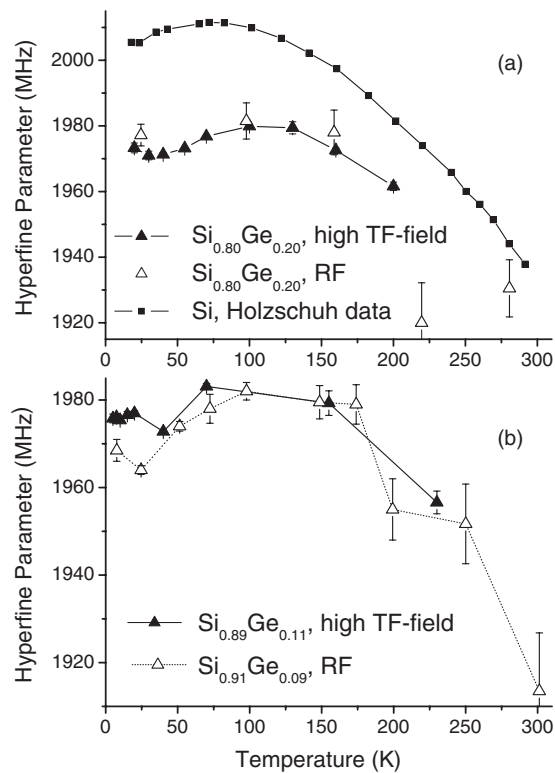 (a)
Hyperfine Parameter (MHz)
2000
1980
1960
1940
1920
Si0.80Ge0.20, high TF-field
Si0.80Ge0.20, RF
Si, Holzschuh data
0 50 100 150 200 250 300
(b)
Hyperfine Parameter (MHz)
1980
1960
1940
1920
Si0.89Ge0.11, high TF-field
Si0.91Ge0.09, RF
0 50 100 150 200 250 300
Temperature (K)